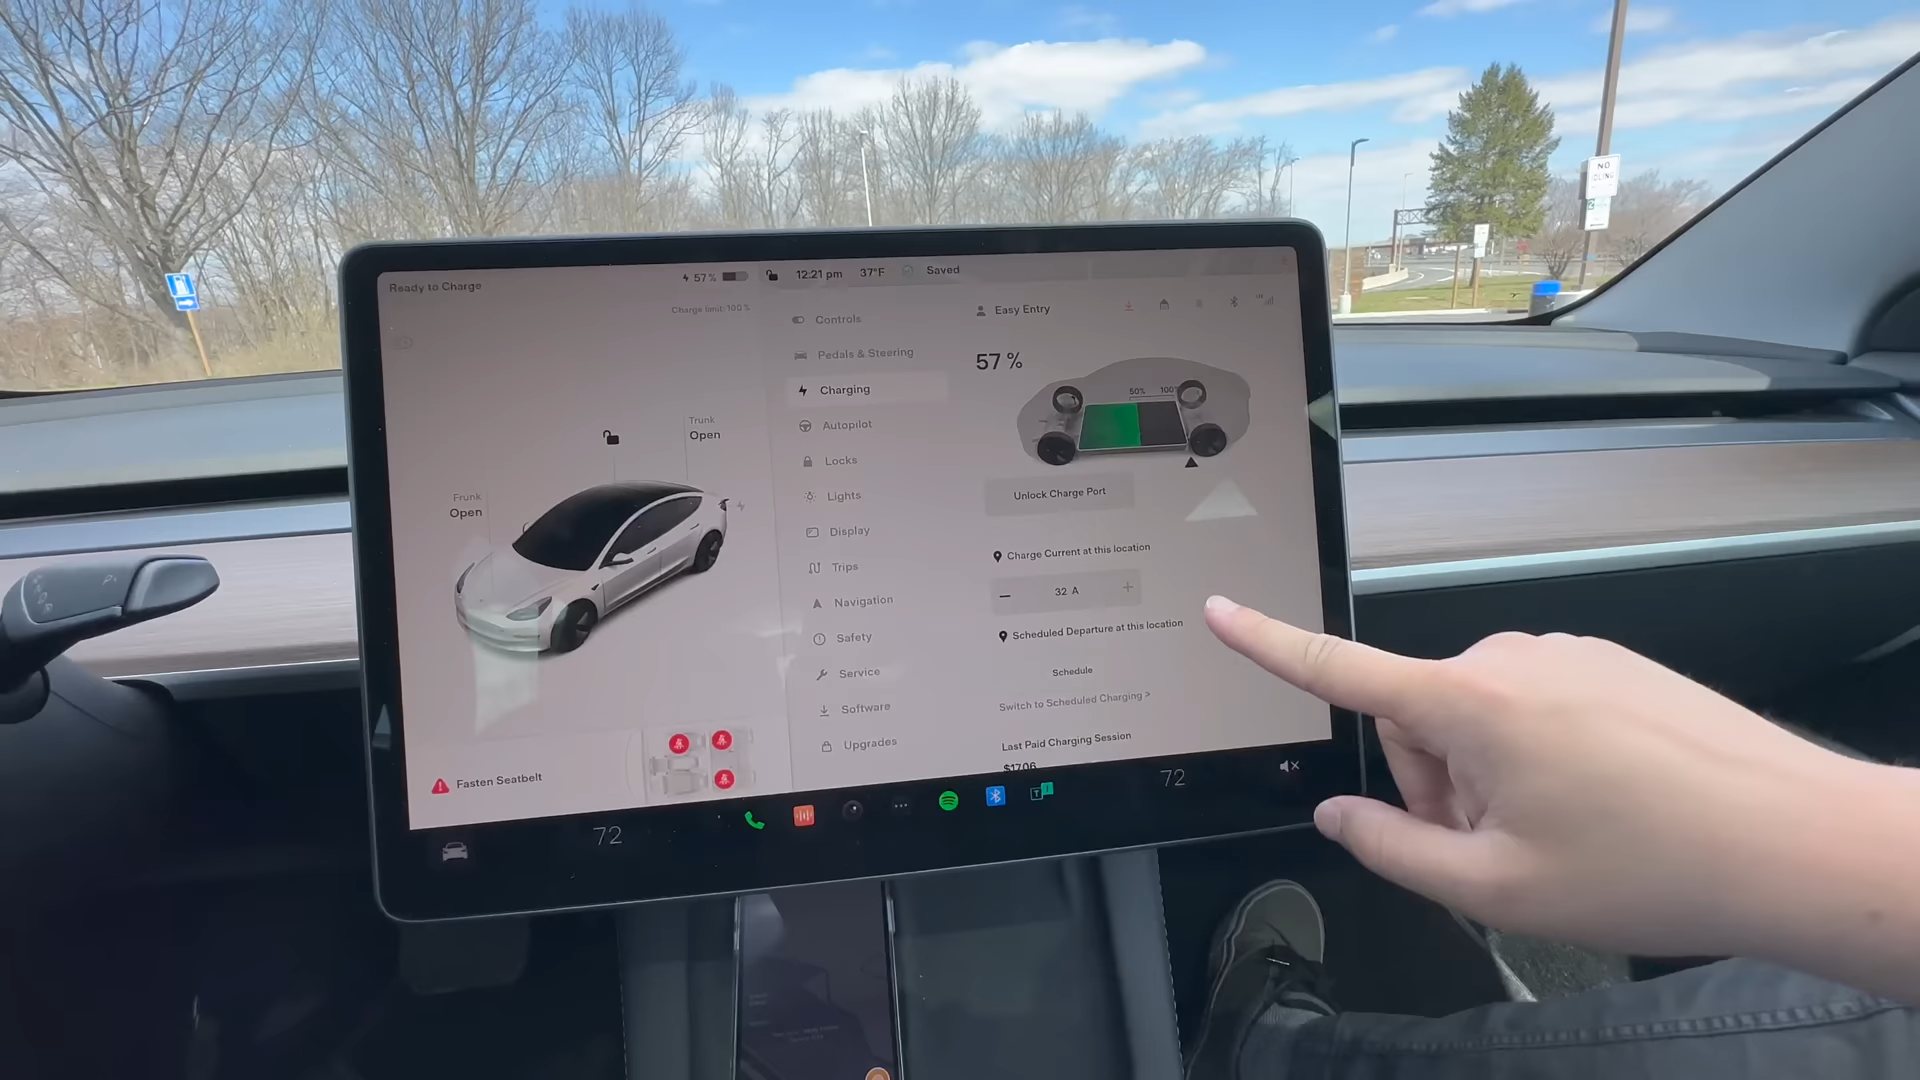 Ready to Charge
57%
12:21 pm
37°F
Saved
Charge limit: 100%
Controls
Pedals & Steering
Charging
Autopilot
Locks
Lights
Display
Trips
Navigation
Safety
Service
Software
Upgrades
Trunk
Open
Frunk
Open
Fasten Seatbelt
Easy Entry
57 %
50%
Unlock Charge Port
Charge Current at this location
32 A
Scheduled Departure at this location
Schedule
Switch to Scheduled Charging >
Last Paid Charging Session
$17.06
72
72
NO
IDLING